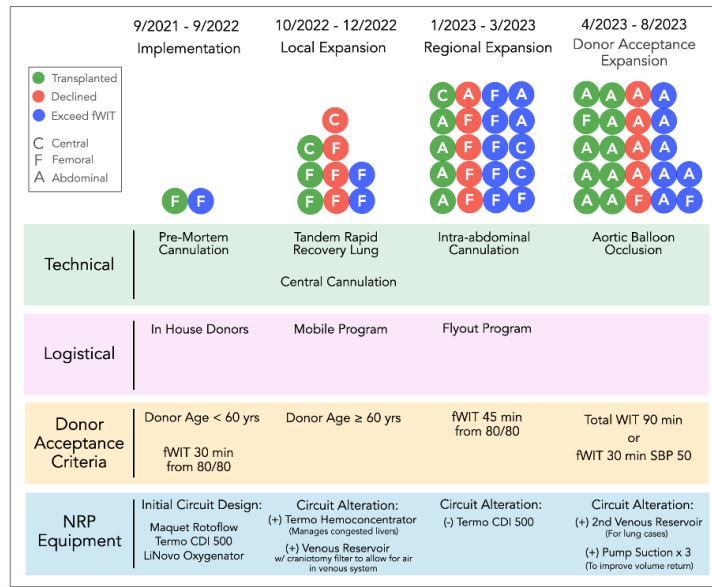 9/2021 - 9/2022
Implementation
10/2022 - 12/2022
Local Expansion
1/2023 - 3/2023
Regional Expansion
4/2023 - 8/2023
Donor Acceptance
Expansion
Transplanted
Declined
Exceed fWIT
C Central
F Femoral
A Abdominal
F F
C
C F
F F F
F F F
C A F A
A F F F
A F F C
A F F C
A F F F
A A A A
F A A A
A A A A
A A A A A
A A F A F
Technical
Pre-Mortem
Cannulation
Tandem Rapid
Recovery Lung
Central Cannulation
Intra-abdominal
Cannulation
Aortic Balloon
Occlusion
Logistical
In House Donors
Mobile Program
Flyout Program
Donor
Acceptance
Criteria
Donor Age < 60 yrs
fWIT 30 min
from 80/80
Donor Age ≥ 60 yrs
fWIT 45 min
from 80/80
Total WIT 90 min
or
fWIT 30 min SBP 50
NRP
Equipment
Initial Circuit Design:
Maquet Rotoflow
Termo CDI 500
LiNovo Oxygenator
Circuit Alteration:
(+) Termo Hemoconcentrator
(Manages congested livers)
(+) Venous Reservoir
w/ craniotomy filter to allow for air
in venous system
Circuit Alteration:
(-) Termo CDI 500
Circuit Alteration:
(+) 2nd Venous Reservoir
(For lung cases)
(+) Pump Suction x 3
(To improve volume return)